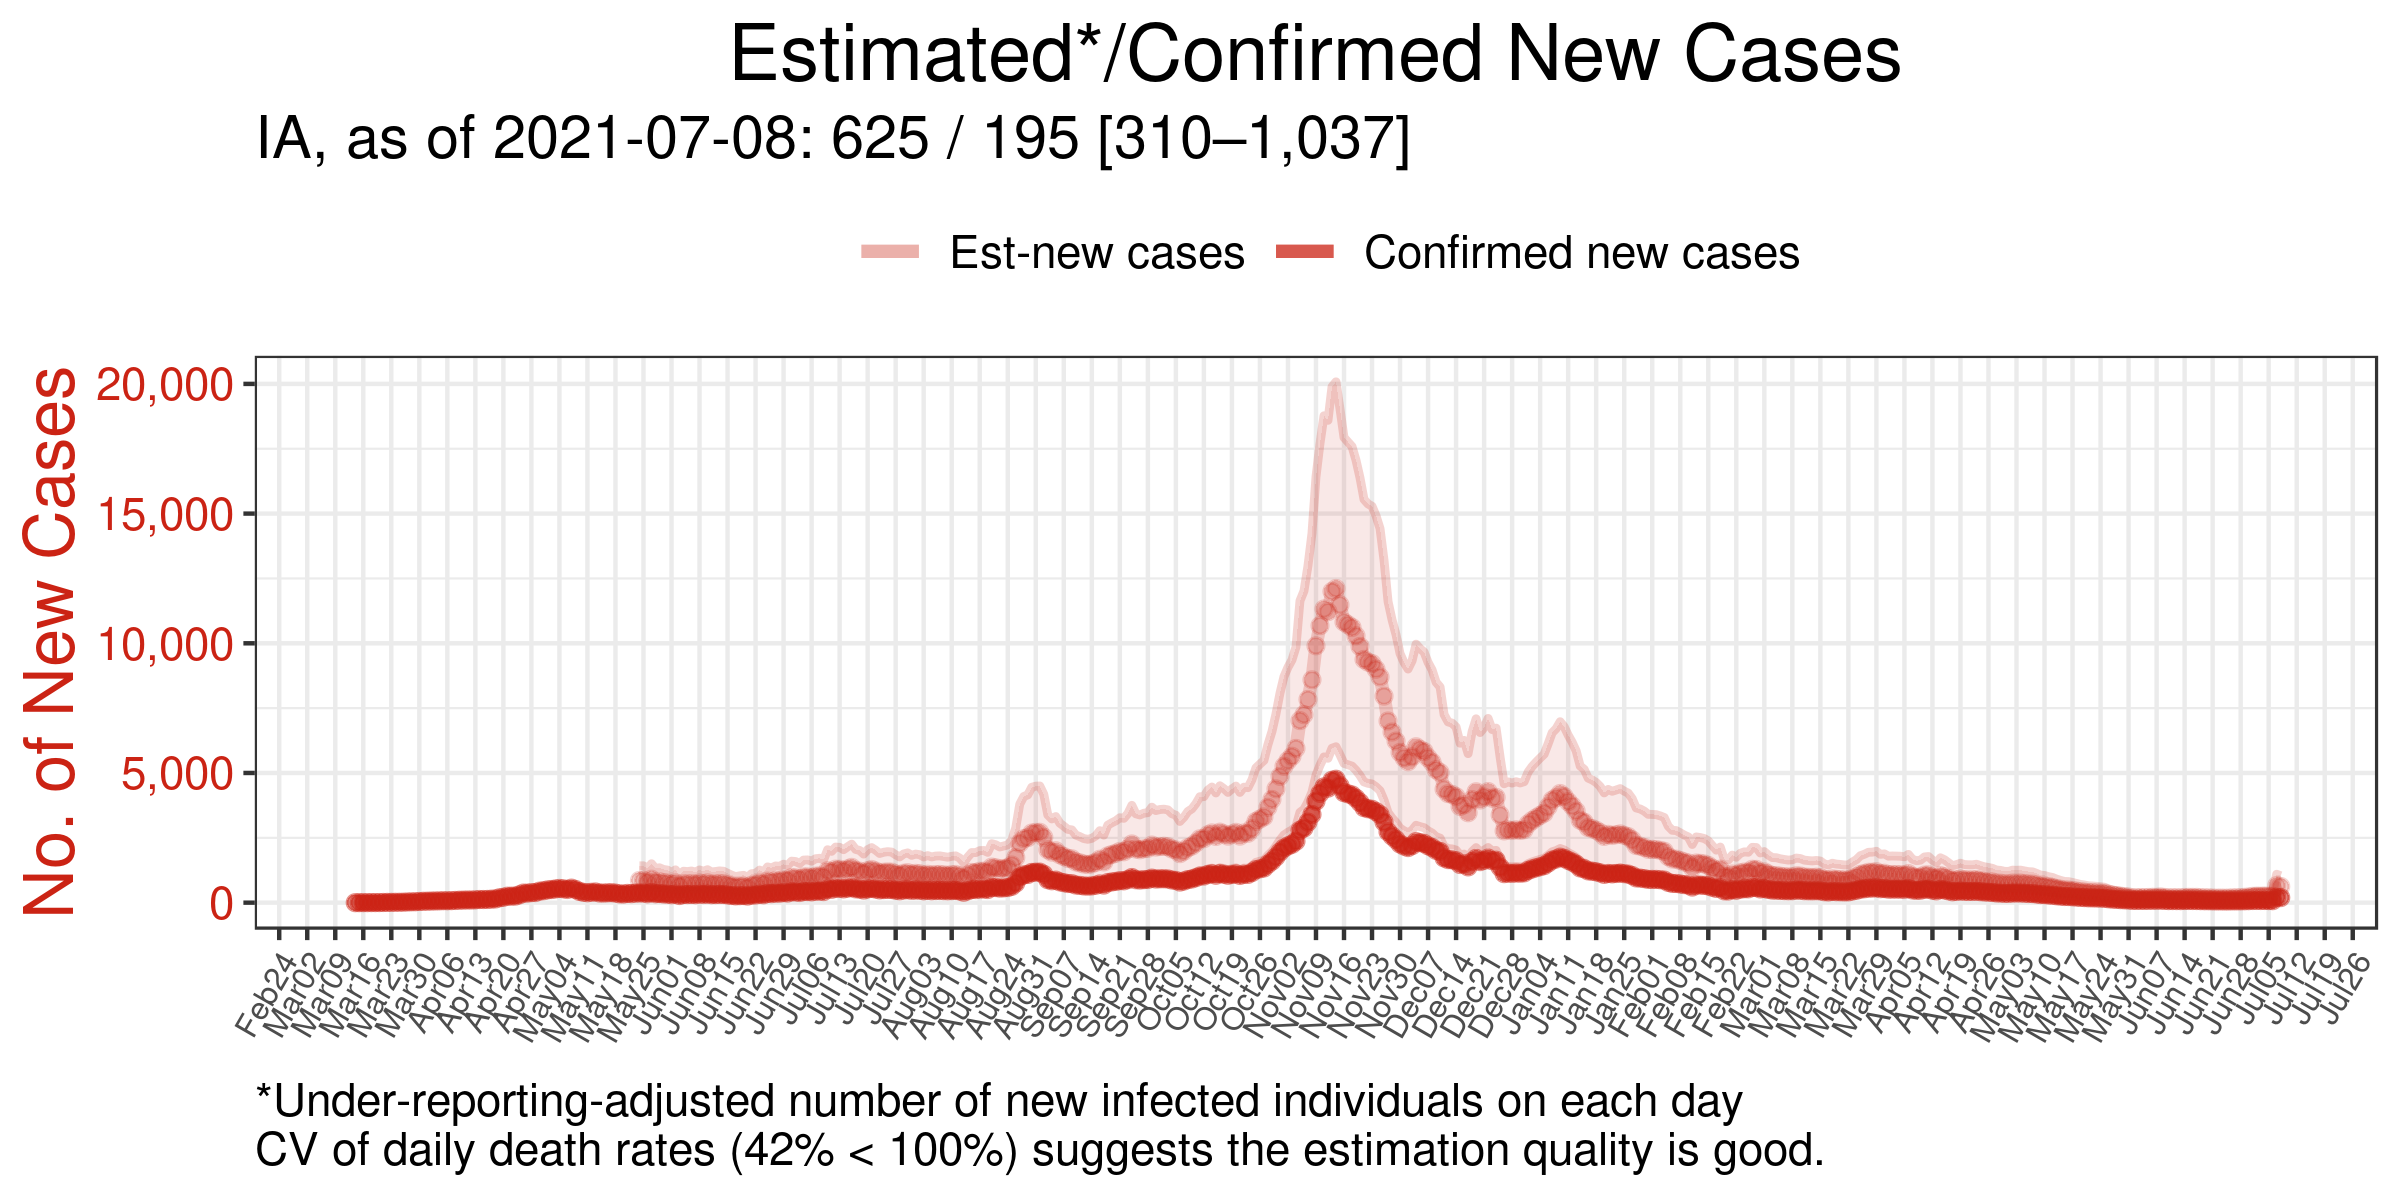 Estimated*/Confirmed New Cases
IA, as of 2021-07-08: 625 / 195 [310–1,037]
Est-new cases Confirmed new cases
No. of New Cases
20,000
15,000
10,000
5,000
0
Feb24 Mar02 Mar09 Mar16 Mar23 Mar30 Apr06 Apr13 Apr20 Apr27 May04 May11 May18 May25 Jun01 Jun08 Jun15 Jun22 Jun29 Jul06 Jul13 Jul20 Jul27 Aug03 Aug10 Aug17 Aug24 Aug31 Sep07 Sep14 Sep21 Sep28 Oct05 Oct12 Oct19 Oct26 Nov02 Nov09 Nov16 Nov23 Nov30 Dec07 Dec14 Dec21 Dec28 Jan04 Jan11 Jan18 Jan25 Feb01 Feb08 Feb15 Feb22 Mar01 Mar08 Mar15 Mar22 Mar29 Apr05 Apr12 Apr19 Apr26 May03 May10 May17 May24 May31 Jun07 Jun14 Jun21 Jun28 Jul05 Jul12 Jul19 Jul26
*Under-reporting-adjusted number of new infected individuals on each day
CV of daily death rates (42% < 100%) suggests the estimation quality is good.